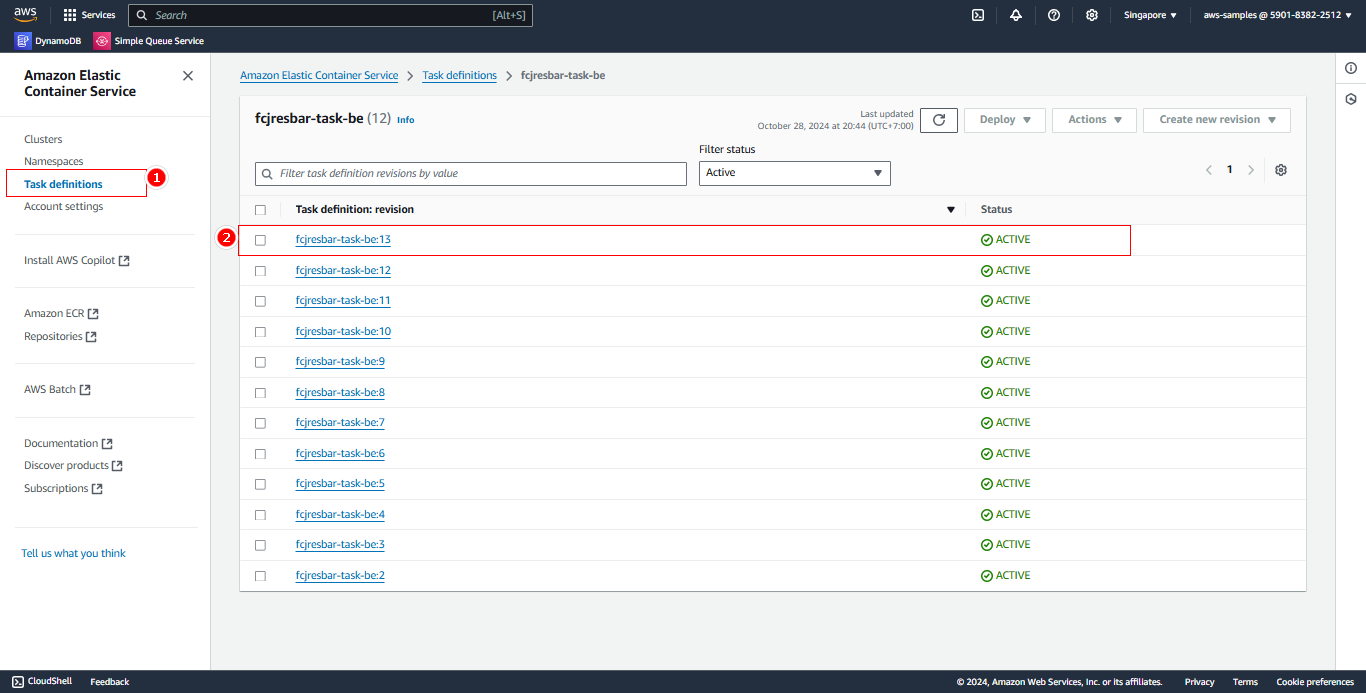 aws Services Search [Alt+S] Singapore aws-samples @ 5901-8382-2512
DynamoDB Simple Queue Service
Amazon Elastic
Container Service
Clusters
Namespaces
Task definitions
1
Account settings
Install AWS Copilot
Amazon ECR
Repositories
AWS Batch
Documentation
Discover products
Subscriptions
Tell us what you think
Amazon Elastic Container Service > Task definitions > fcjresbar-task-be
fcjresbar-task-be (12) Info
Last updated
October 28, 2024 at 20:44 (UTC+7:00)
Deploy Actions Create new revision
Filter status
Filter task definition revisions by value Active 1
Task definition: revision Status
2 fcjresbar-task-be:13 ACTIVE
fcjresbar-task-be:12 ACTIVE
fcjresbar-task-be:11 ACTIVE
fcjresbar-task-be:10 ACTIVE
fcjresbar-task-be:9 ACTIVE
fcjresbar-task-be:8 ACTIVE
fcjresbar-task-be:7 ACTIVE
fcjresbar-task-be:6 ACTIVE
fcjresbar-task-be:5 ACTIVE
fcjresbar-task-be:4 ACTIVE
fcjresbar-task-be:3 ACTIVE
fcjresbar-task-be:2 ACTIVE
CloudShell Feedback © 2024, Amazon Web Services, Inc. or its affiliates. Privacy Terms Cookie preferences